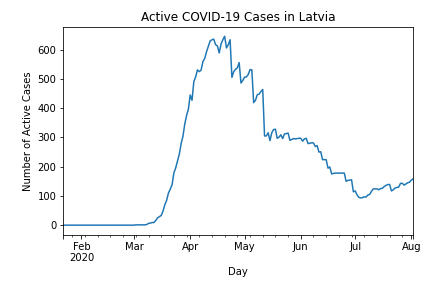 Active COVID-19 Cases in Latvia
Number of Active Cases
600
500
400
300
200
100
0
Feb Mar Apr May Jun Jul Aug
2020
Day